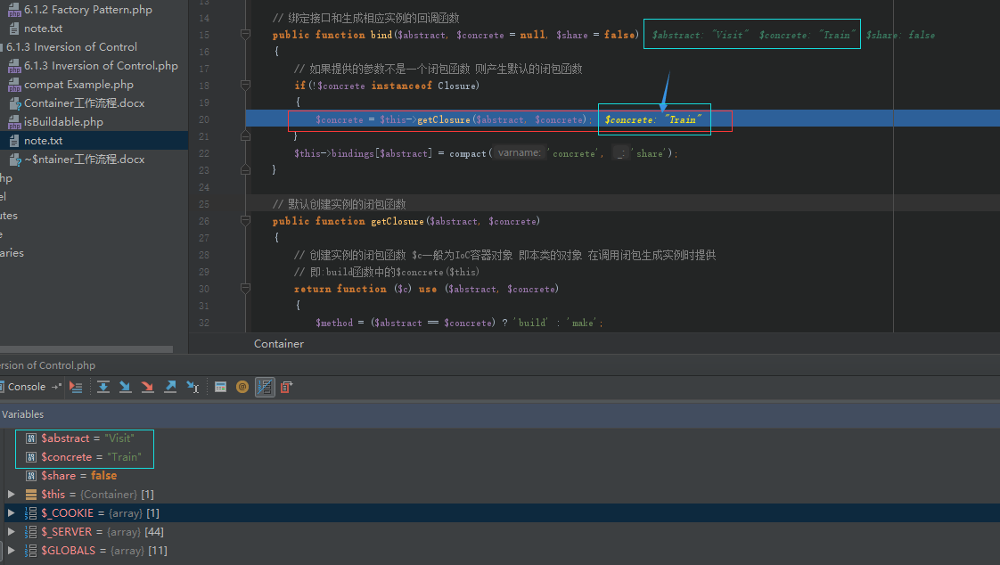 6.1.2 Factory Pattern.php
note.txt
6.1.3 Inversion of Control
6.1.3 Inversion of Control.php
compat Example.php
Container工作流程.docx
isBuildable.php
note.txt
~$ntainer工作流程.docx
hp
el
utes
e
aries
13
14 // 绑定接口和生成相应实例的回调函数
15 public function bind($abstract, $concrete = null, $share = false) $abstract: "Visit" $concrete: "Train" $share: false
16 {
17 // 如果提供的参数不是一个闭包函数 则产生默认的闭包函数
18 if(!$concrete instanceof Closure)
19 {
20 $concrete = $this->getClosure($abstract, $concrete); $concrete: "Train"
21 }
22 $this->bindings[$abstract] = compact( varname: 'concrete', _: 'share');
23 }
24
25 // 默认创建实例的闭包函数
26 public function getClosure($abstract, $concrete)
27 {
28 // 创建实例的闭包函数 $c一般为IoC容器对象 即本类的对象 在调用闭包生成实例时提供
29 // 即:build函数中的$concrete($this)
30 return function ($c) use ($abstract, $concrete)
31 {
32 $method = ($abstract == $concrete) ? 'build' : 'make';
Container
ersion of Control.php
Console
Variables
$abstract = "Visit"
$concrete = "Train"
$share = false
$this = {Container} [1]
$_COOKIE = {array} [1]
$_SERVER = {array} [44]
$GLOBALS = {array} [11]